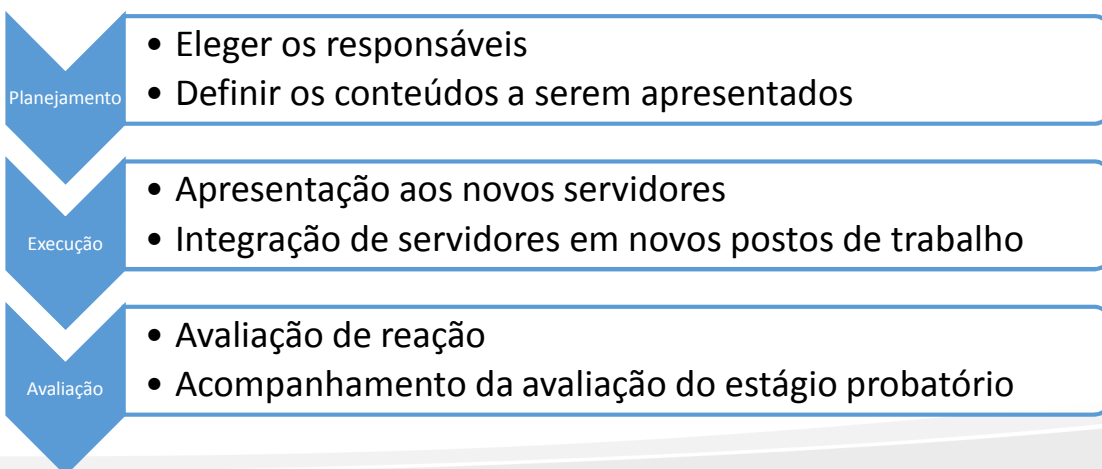 Planejamento
• Eleger os responsáveis
• Definir os conteúdos a serem apresentados
Execução
• Apresentação aos novos servidores
• Integração de servidores em novos postos de trabalho
Avaliação
• Avaliação de reação
• Acompanhamento da avaliação do estágio probatório